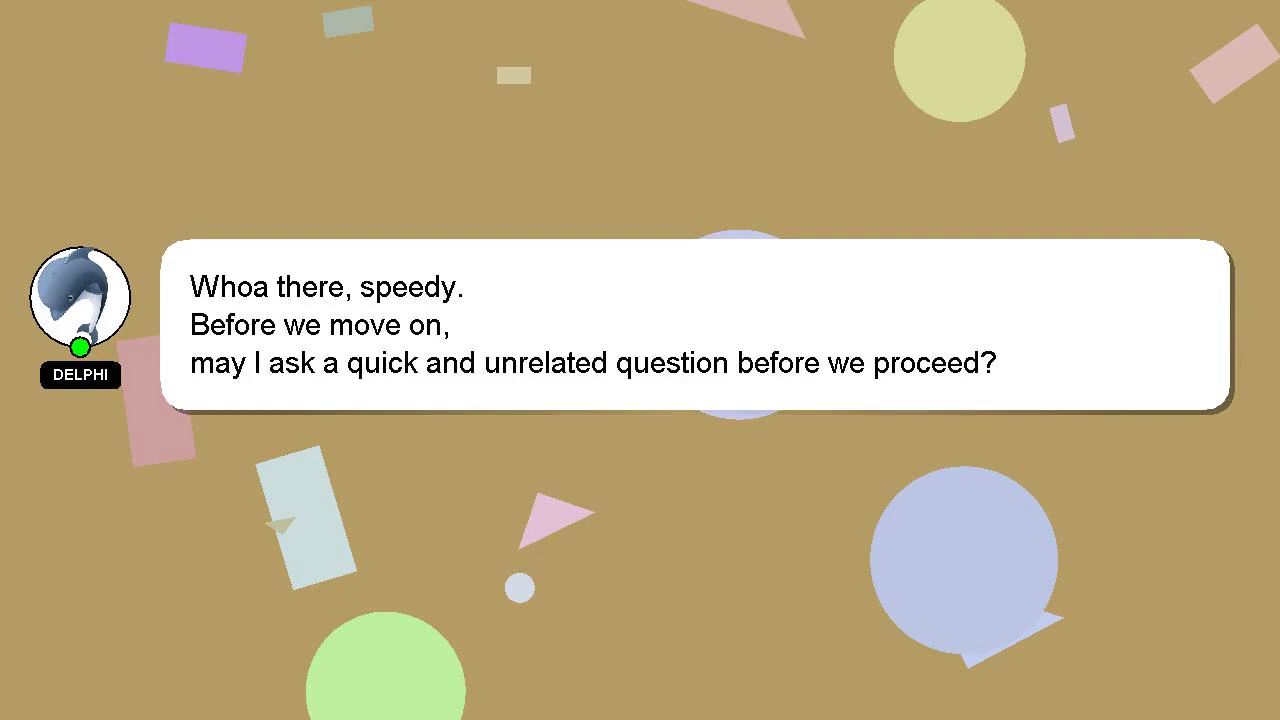 Whoa there, speedy.
Before we move on,
may I ask a quick and unrelated question before we proceed?
DELPHI